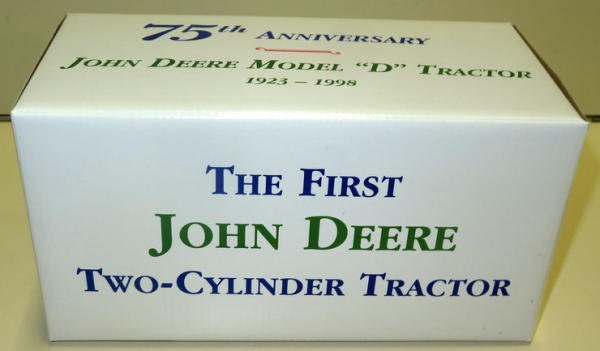 75th Anniversary
John Deere Model “D” Tractor
1923 – 1998
The First
John Deere
Two-Cylinder Tractor